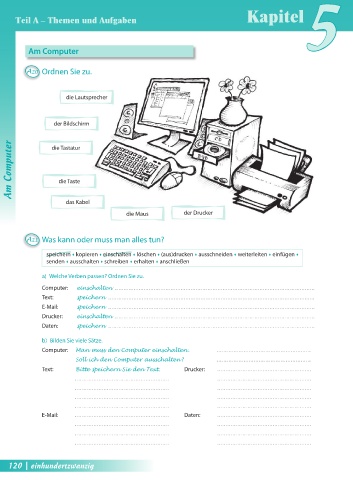 Teil A – Themen und Aufgaben
Kapitel 5
Am Computer
A21 Ordnen Sie zu.
die Lautsprecher
der Bildschirm
die Tastatur
die Taste
das Kabel
die Maus
der Drucker
Am Computer
Was kann oder muss man alles tun?
speichern ♦ kopieren ♦ einschalten ♦ löschen ♦ (aus)drucken ♦ ausschneiden ♦ weiterleiten ♦ einfügen ♦
senden ♦ ausschalten ♦ schreiben ♦ erhalten ♦ anschließen
a) Welche Verben passen? Ordnen Sie zu.
Computer: einschalten
Text: speichern
E-Mail: speichern
Drucker: einschalten
Daten: speichern
b) Bilden Sie viele Sätze.
Computer: Man muss den Computer einschalten.
Soll ich den Computer ausschalten?
Text: Bitte speichern Sie den Text. Drucker:
E-Mail: Daten:
120 | einhundertzwanzig